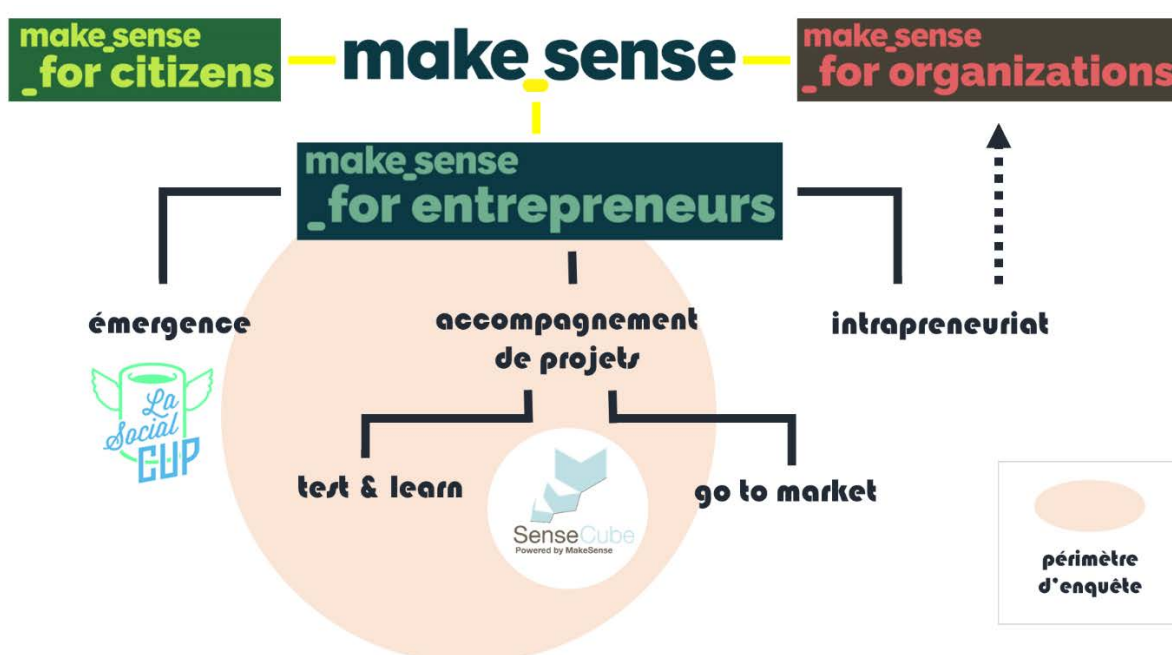 make_sense
_for citizens
make_sense
make_sense
_for organizations
make_sense
_for entrepreneurs
émergence
accompagnement
de projets
intrapreneuriat
La
Social
CUP
test & learn
go to market
SenseCube
Powered by MakeSense
périmètre
d'enquête